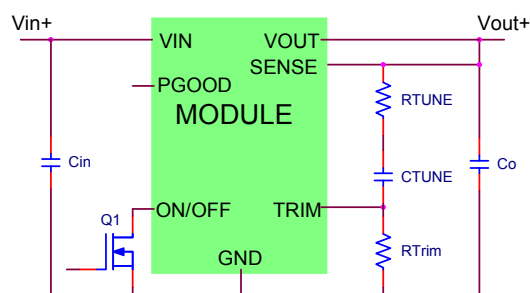 Vin+
Vout+
VIN
VOUT
SENSE
PGOOD
RTUNE
MODULE
Cin
CTUNE
Co
Q1
ON/OFF
TRIM
RTrim
GND